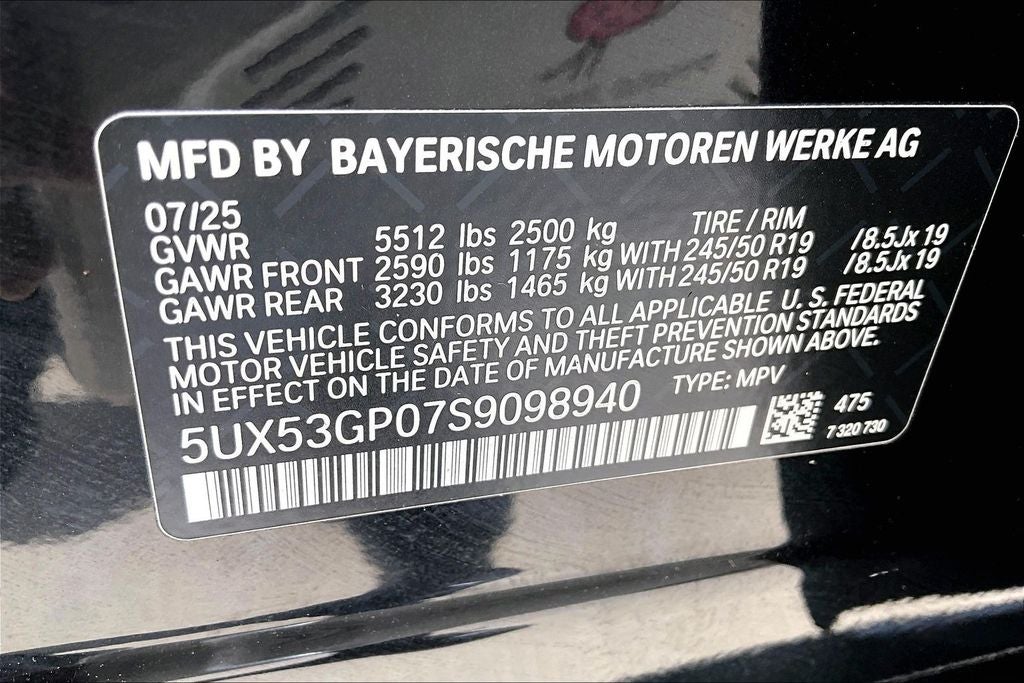 MFD BY BAYERISCHE MOTOREN WERKE AG
07/25 TIRE / RIM
GVWR 5512 lbs 2500 kg
GAWR FRONT 2590 lbs 1175 kg WITH 245/50 R19 /8.5Jx 19
GAWR REAR 3230 lbs 1465 kg WITH 245/50 R19 /8.5Jx 19
THIS VEHICLE CONFORMS TO ALL APPLICABLE U. S. FEDERAL
MOTOR VEHICLE SAFETY AND THEFT PREVENTION STANDARDS
IN EFFECT ON THE DATE OF MANUFACTURE SHOWN ABOVE.
5UX53GP07S9098940 TYPE: MPV
475
7 320 730